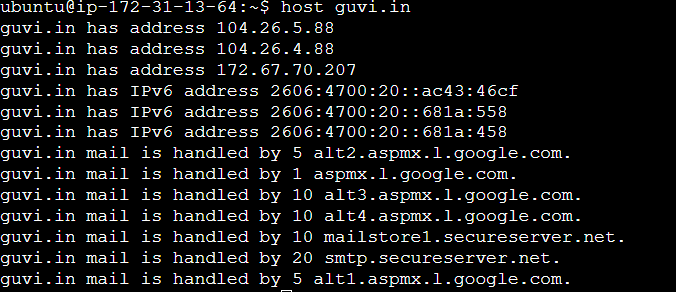 ubuntu@ip-172-31-13-64:~$ host guvi.in
guvi.in has address 104.26.5.88
guvi.in has address 104.26.4.88
guvi.in has address 172.67.70.207
guvi.in has IPv6 address 2606:4700:20::ac43:46cf
guvi.in has IPv6 address 2606:4700:20::681a:558
guvi.in has IPv6 address 2606:4700:20::681a:458
guvi.in mail is handled by 5 alt2.aspmx.l.google.com.
guvi.in mail is handled by 1 aspmx.l.google.com.
guvi.in mail is handled by 10 alt3.aspmx.l.google.com.
guvi.in mail is handled by 10 alt4.aspmx.l.google.com.
guvi.in mail is handled by 10 mailstore1.secureserver.net.
guvi.in mail is handled by 20 smtp.secureserver.net.
guvi.in mail is handled by 5 alt1.aspmx.l.google.com.